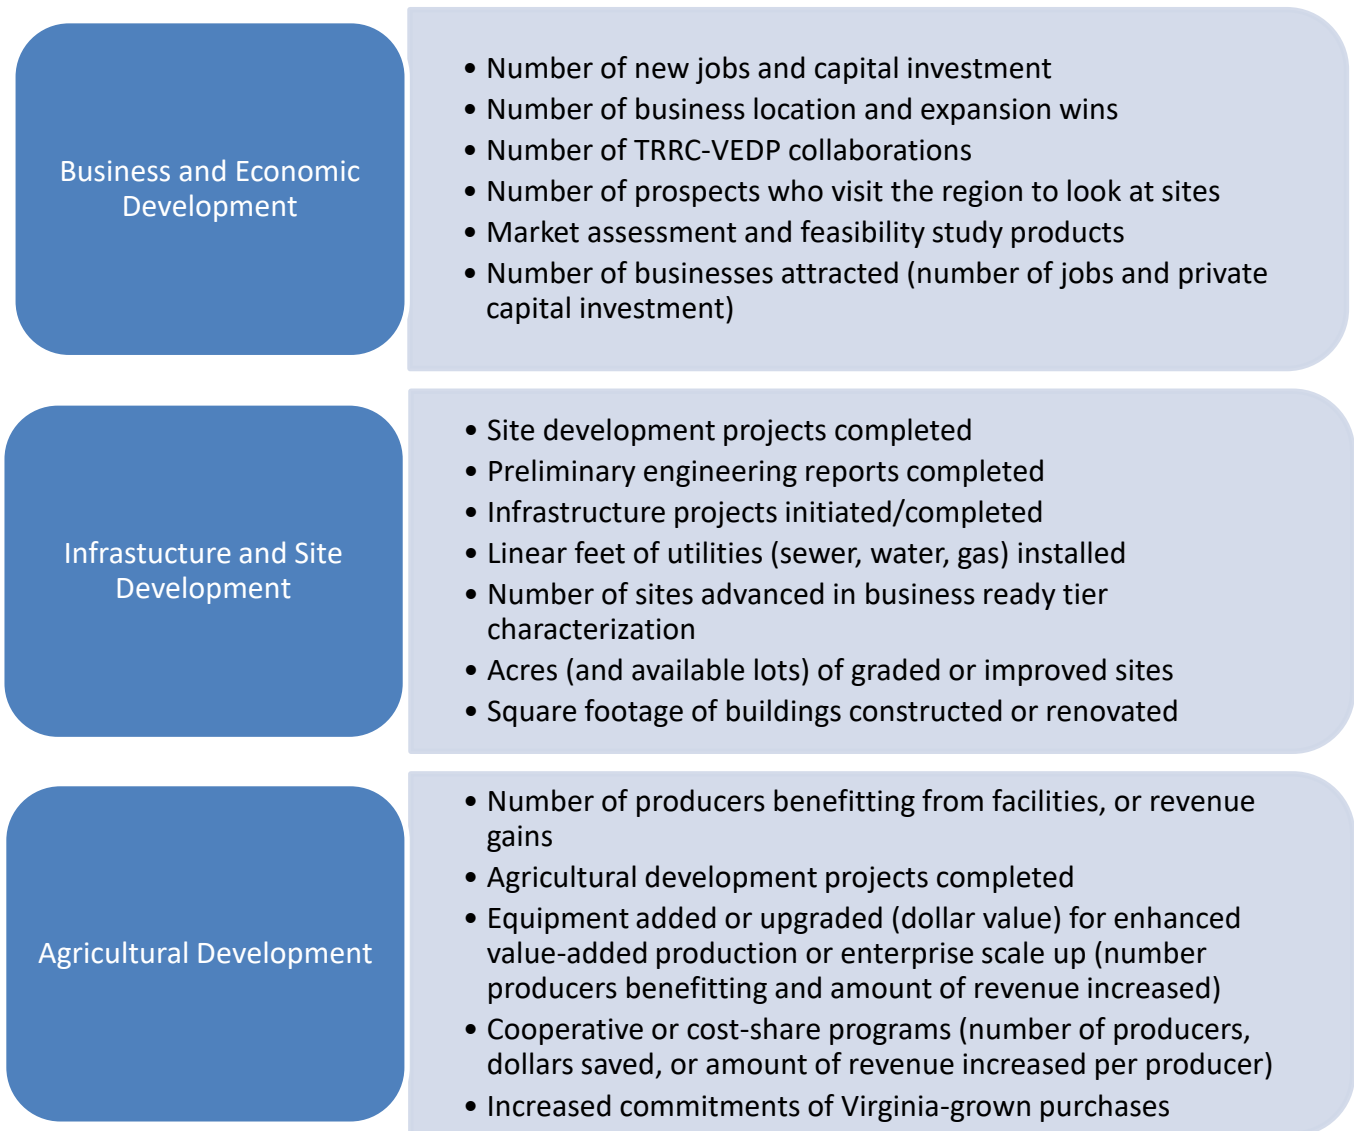 Business and Economic
Development
• Number of new jobs and capital investment
• Number of business location and expansion wins
• Number of TRRC-VEDP collaborations
• Number of prospects who visit the region to look at sites
• Market assessment and feasibility study products
• Number of businesses attracted (number of jobs and private
capital investment)
Infrastucture and Site
Development
• Site development projects completed
• Preliminary engineering reports completed
• Infrastructure projects initiated/completed
• Linear feet of utilities (sewer, water, gas) installed
• Number of sites advanced in business ready tier
characterization
• Acres (and available lots) of graded or improved sites
• Square footage of buildings constructed or renovated
Agricultural Development
• Number of producers benefitting from facilities, or revenue
gains
• Agricultural development projects completed
• Equipment added or upgraded (dollar value) for enhanced
value-added production or enterprise scale up (number
producers benefitting and amount of revenue increased)
• Cooperative or cost-share programs (number of producers,
dollars saved, or amount of revenue increased per producer)
• Increased commitments of Virginia-grown purchases